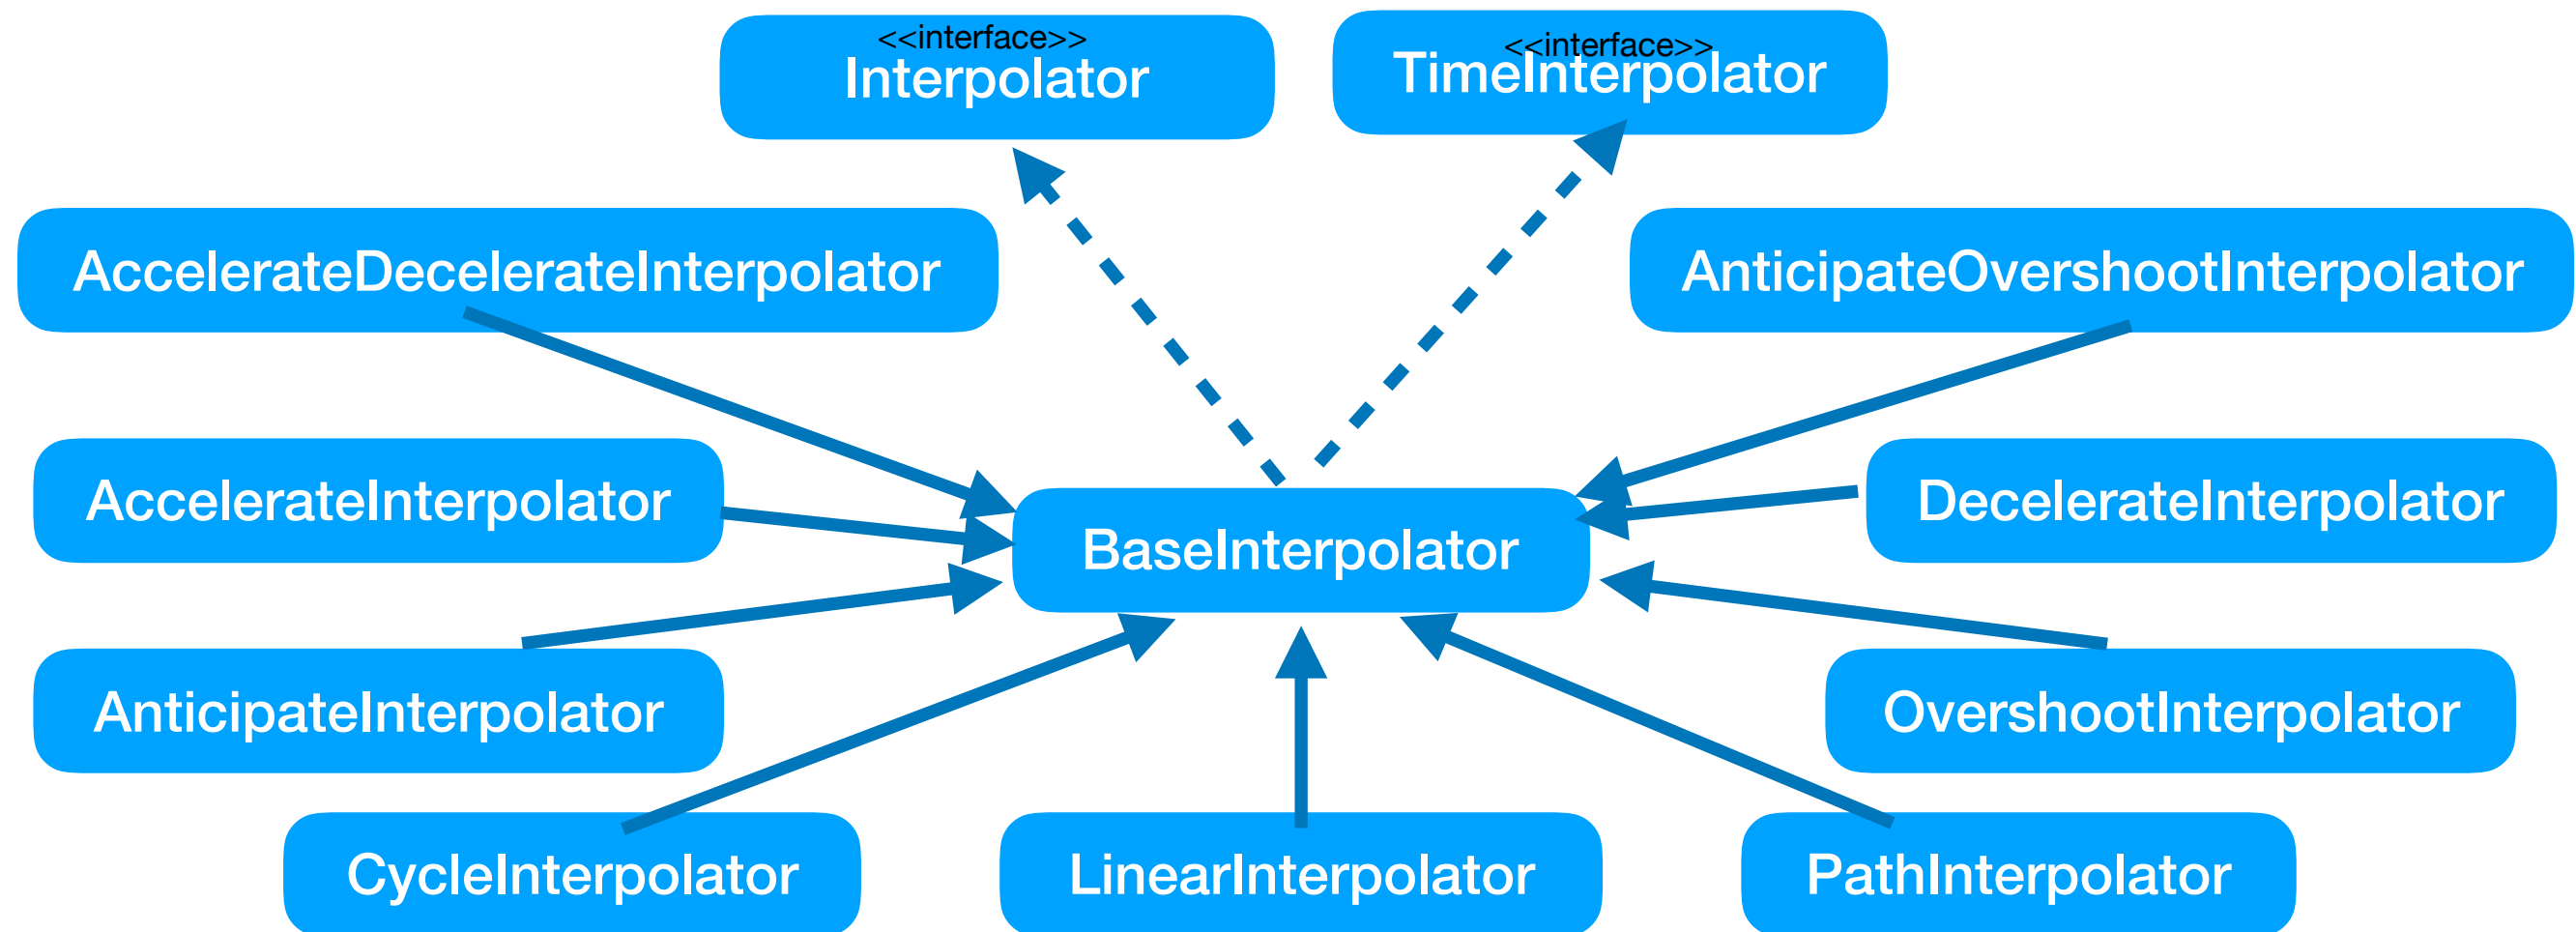 <<interface>>
Interpolator
<<interface>>
TimeInterpolator
AccelerateDecelerateInterpolator
AnticipateOvershootInterpolator
AccelerateInterpolator
DecelerateInterpolator
BaseInterpolator
AnticipateInterpolator
OvershootInterpolator
CycleInterpolator
LinearInterpolator
PathInterpolator